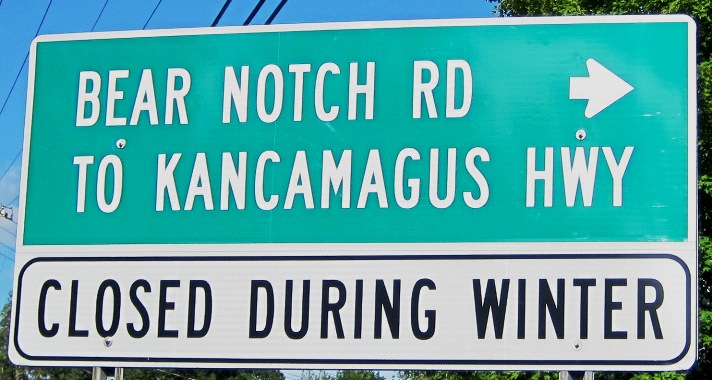 BEAR NOTCH RD
TO KANCAMAGUS HWY
CLOSED DURING WINTER